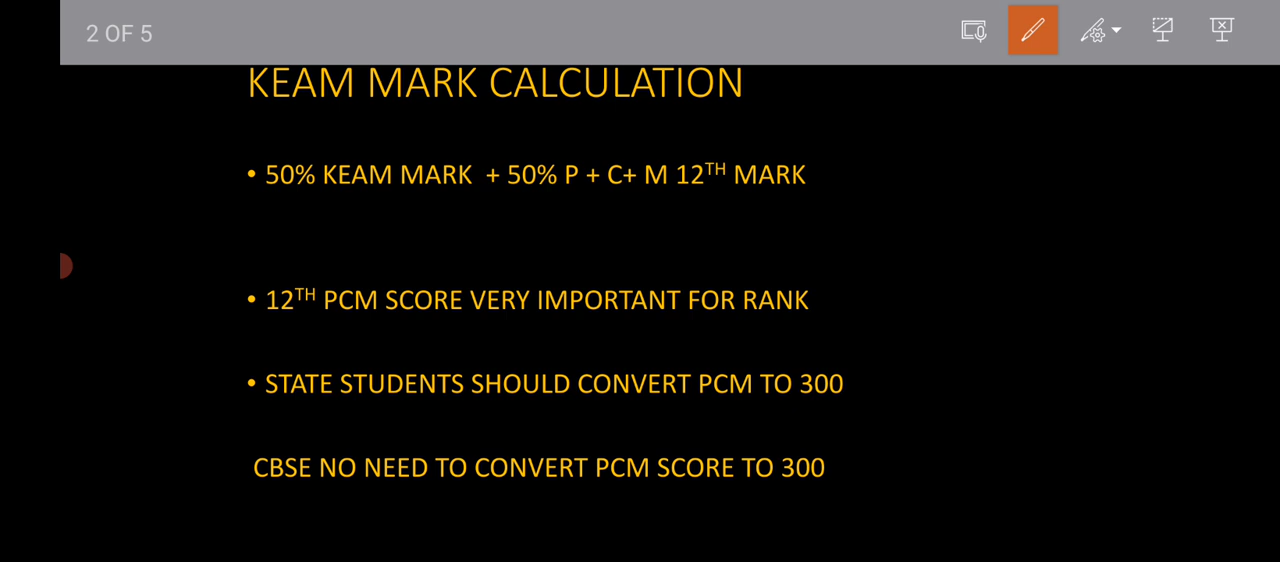 2 OF 5
KEAM MARK CALCULATION
• 50% KEAM MARK + 50% P + C+ M 12TH MARK
• 12TH PCM SCORE VERY IMPORTANT FOR RANK
• STATE STUDENTS SHOULD CONVERT PCM TO 300
CBSE NO NEED TO CONVERT PCM SCORE TO 300